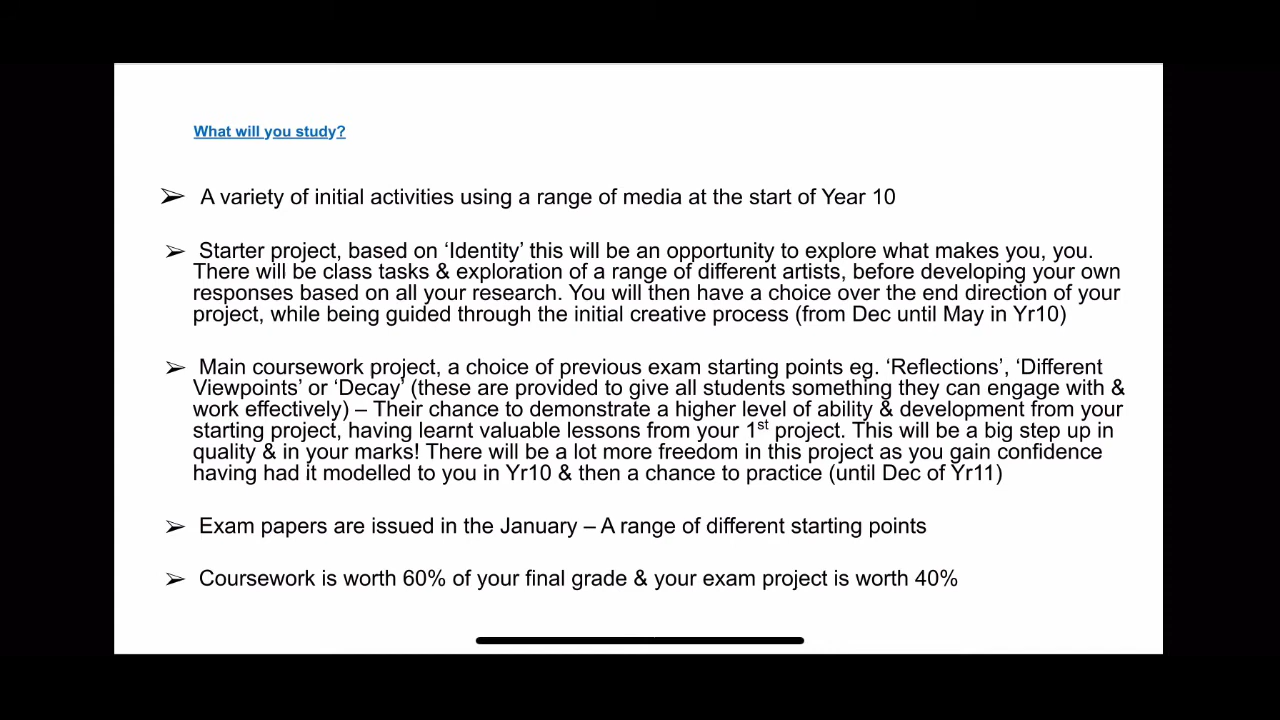 What will you study?
➢ A variety of initial activities using a range of media at the start of Year 10
➢ Starter project, based on ‘Identity’ this will be an opportunity to explore what makes you, you.
There will be class tasks & exploration of a range of different artists, before developing your own
responses based on all your research. You will then have a choice over the end direction of your
project, while being guided through the initial creative process (from Dec until May in Yr10)
➢ Main coursework project, a choice of previous exam starting points eg. ‘Reflections’, ‘Different
Viewpoints’ or ‘Decay’ (these are provided to give all students something they can engage with &
work effectively) – Their chance to demonstrate a higher level of ability & development from your
starting project, having learnt valuable lessons from your 1st project. This will be a big step up in
quality & in your marks! There will be a lot more freedom in this project as you gain confidence
having had it modelled to you in Yr10 & then a chance to practice (until Dec of Yr11)
➢ Exam papers are issued in the January – A range of different starting points
➢ Coursework is worth 60% of your final grade & your exam project is worth 40%